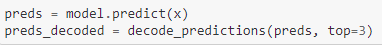 preds = model.predict(x)
preds_decoded = decode_predictions(preds, top=3)